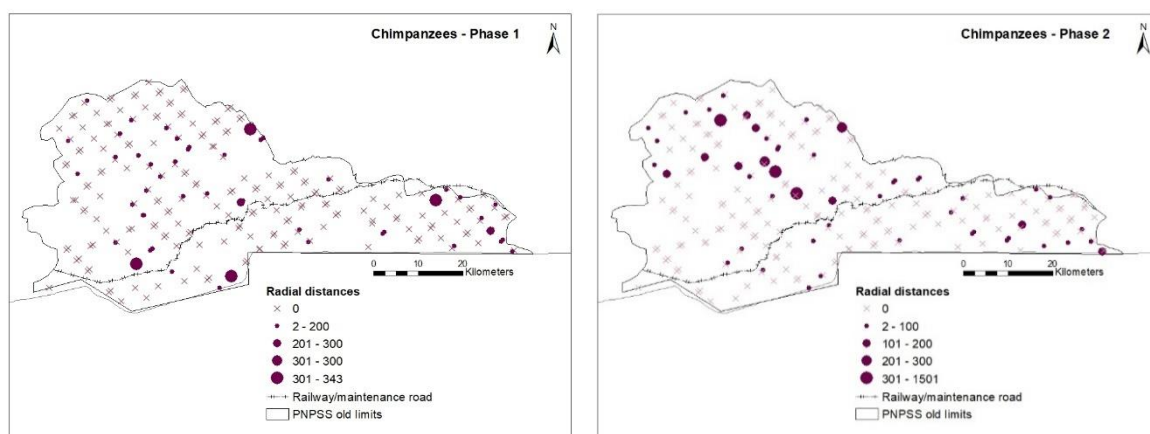 Chimpanzees - Phase 1
N
0 10 20
Kilometers
Radial distances
0
2 - 200
201 - 300
301 - 300
301 - 343
Railway/maintenance road
PNPSS old limits
Chimpanzees - Phase 2
N
0 10 20
Kilometers
Radial distances
0
2 - 100
101 - 200
201 - 300
301 - 1501
Railway/maintenance road
PNPSS old limits